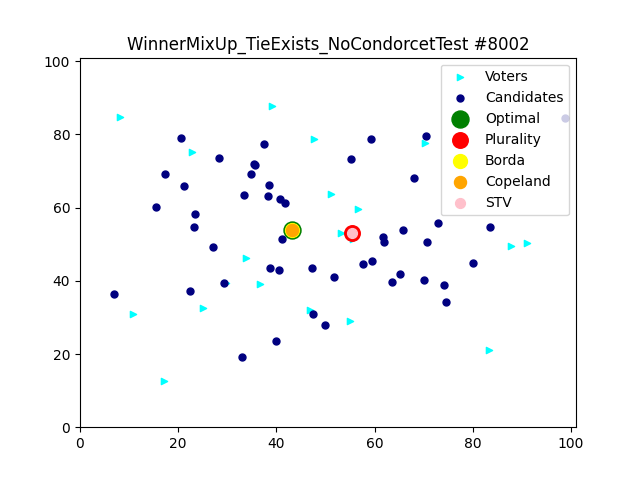 WinnerMixUp_TieExists_NoCondorcetTest #8002
100
80
60
40
20
0
0 20 40 60 80 100
Voters
Candidates
Optimal
Plurality
Borda
Copeland
STV